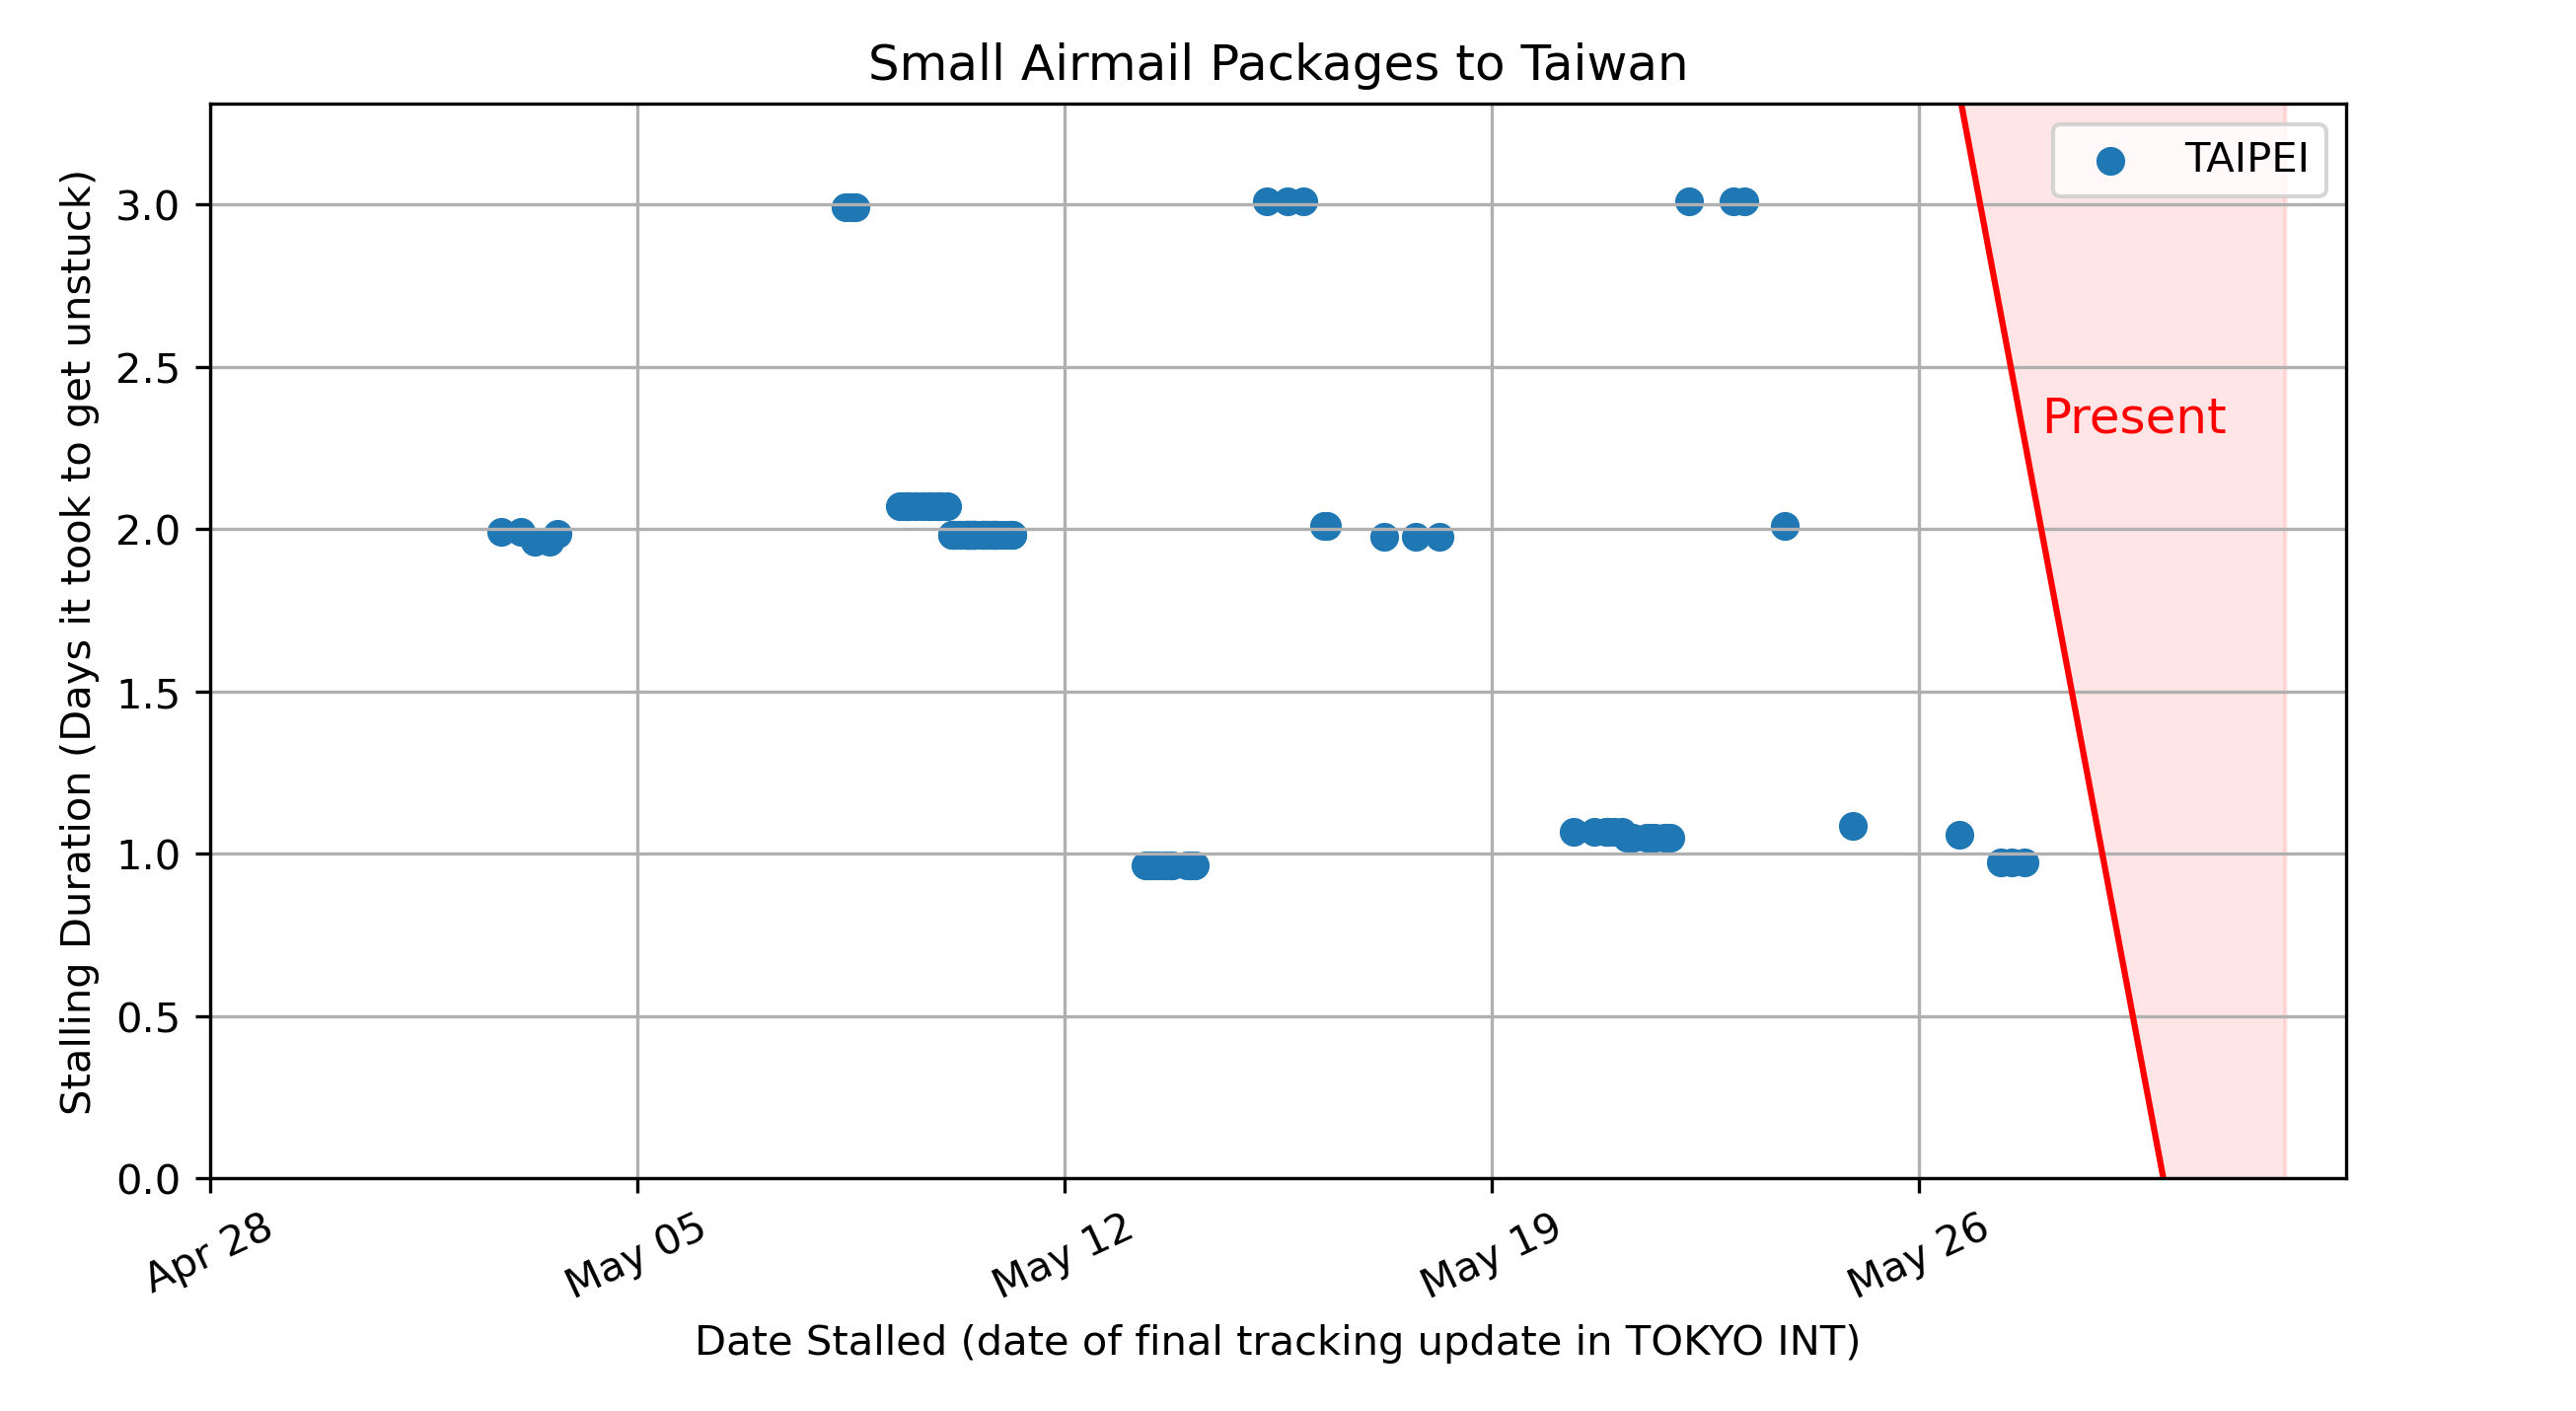 Small Airmail Packages to Taiwan
TAIPEI
Present
Stalling Duration (Days it took to get unstuck)
3.0
2.5
2.0
1.5
1.0
0.5
0.0
Apr 28
May 05
May 12
May 19
May 26
Date Stalled (date of final tracking update in TOKYO INT)